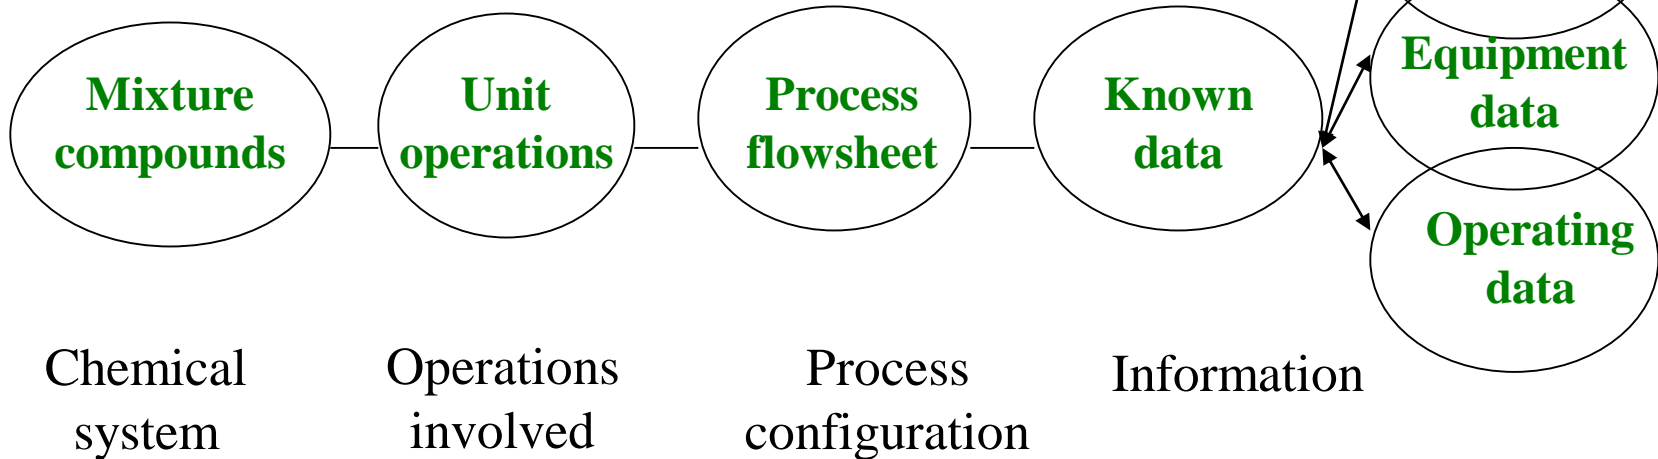 Mixture
compounds
Unit
operations
Process
flowsheet
Known
data
Equipment
data
Operating
data
Chemical
system
Operations
involved
Process
configuration
Information